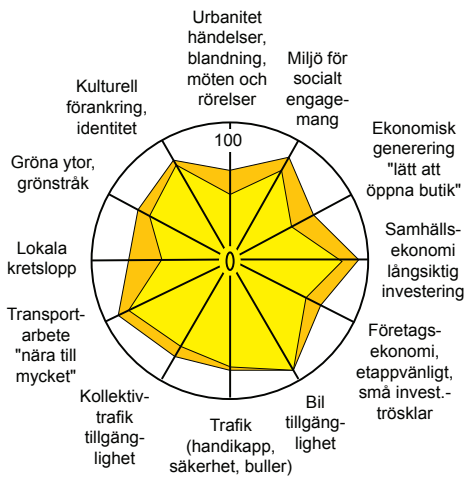 Urbanitet
händelser,
blandning,
möten och
rörelser
Miljö för
socialt
engage-
mang
Ekonomisk
generering
"lätt att
öppna butik"
Samhälls-
ekonomi
långsiktig
investering
Företags-
ekonomi,
etappvänligt,
små invest.-
trösklar
Bil
tillgäng-
lighet
Trafik
(handikapp,
säkerhet, buller)
Kollektiv-
trafik
tillgäng-
lighet
Transport-
arbete
"nära till
mycket"
Lokala
kretslopp
Gröna ytor,
grönstråk
Kulturell
förankring,
identitet
100
0